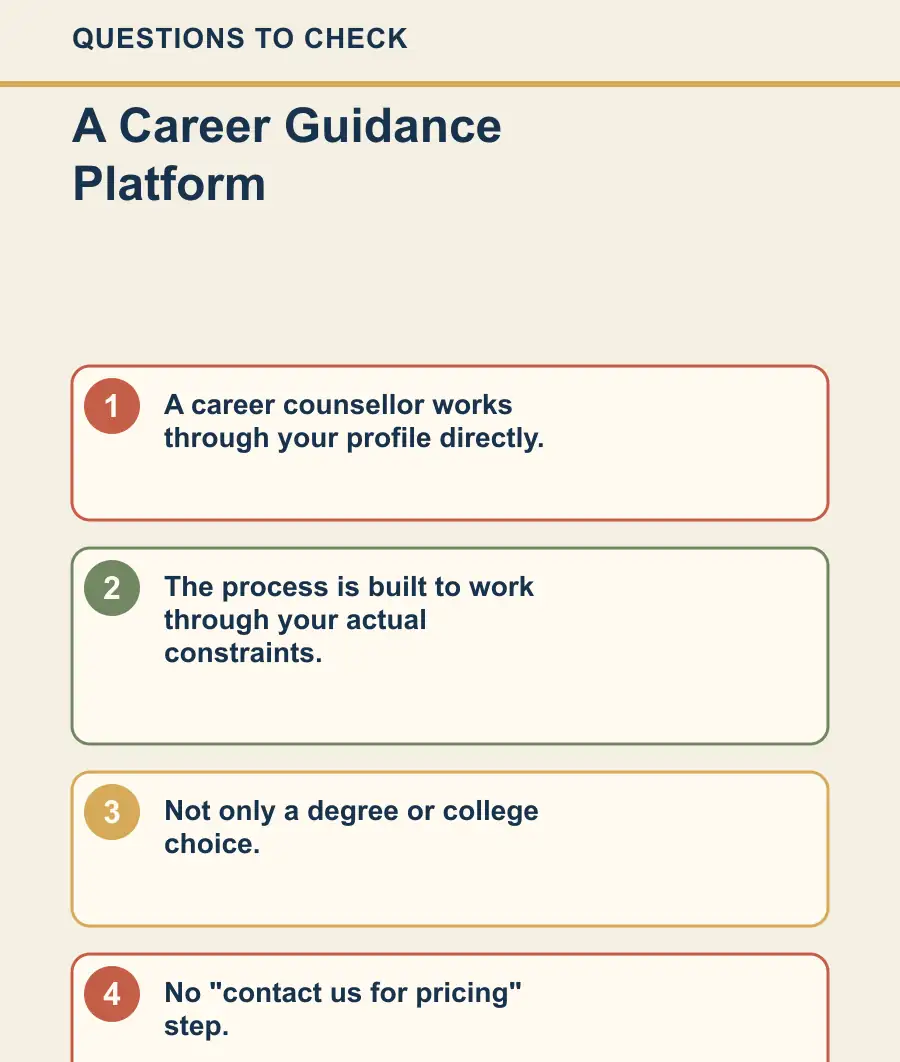 QUESTIONS TO CHECK
A Career Guidance
Platform
1
A career counsellor works
through your profile directly.
2
The process is built to work
through your actual
constraints.
3
Not only a degree or college
choice.
4
No "contact us for pricing"
step.